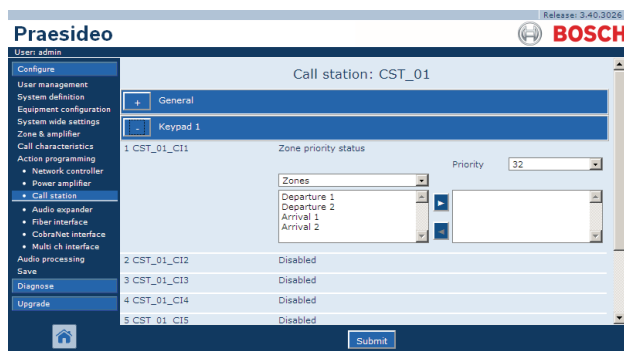 Release: 3.40.3026
Praesideo
BOSCH
User: admin
Configure
User management
System definition
Equipment configuration
System wide settings
Zone & amplifier
Call characteristics
Action programming
• Network controller
• Power amplifier
• Call station
• Audio expander
• Fiber interface
• CobraNet interface
• Multi ch interface
Audio processing
Save
Diagnose
Upgrade
Call station: CST_01
+ General
- Keypad 1
1 CST_01_CI1 Zone priority status
Priority 32
Zones
Departure 1
Departure 2
Arrival 1
Arrival 2
2 CST_01_CI2 Disabled
3 CST_01_CI3 Disabled
4 CST_01_CI4 Disabled
5 CST_01_CI5 Disabled
Submit